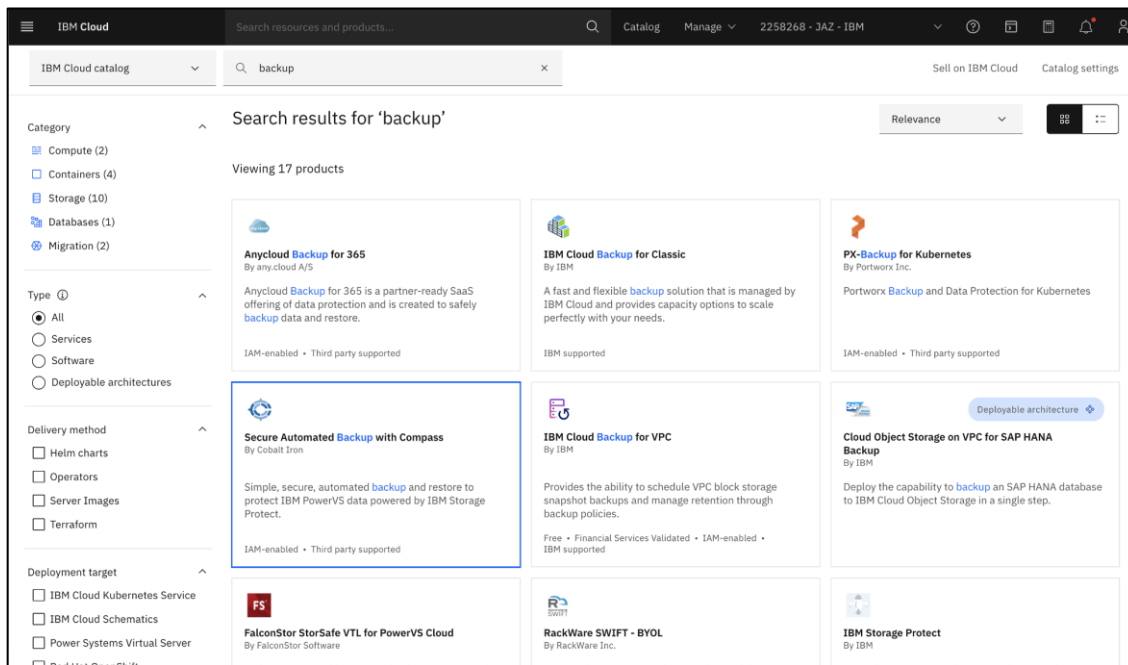 IBM Cloud
Search resources and products...
Catalog
Manage
2258268 - JAZ - IBM
IBM Cloud catalog
backup
Sell on IBM Cloud
Catalog settings
Category
Compute (2)
Containers (4)
Storage (10)
Databases (1)
Migration (2)
Type
All
Services
Software
Deployable architectures
Delivery method
Helm charts
Operators
Server Images
Terraform
Deployment target
IBM Cloud Kubernetes Service
IBM Cloud Schematics
Power Systems Virtual Server
Search results for ‘backup’
Relevance
Viewing 17 products
Anycloud Backup for 365
By any.cloud A/S
Anycloud Backup for 365 is a partner-ready SaaS
offering of data protection and is created to safely
backup data and restore.
IAM-enabled • Third party supported
IBM Cloud Backup for Classic
By IBM
A fast and flexible backup solution that is managed by
IBM Cloud and provides capacity options to scale
perfectly with your needs.
IBM supported
PX-Backup for Kubernetes
By Portworx Inc.
Portworx Backup and Data Protection for Kubernetes
IAM-enabled • Third party supported
Secure Automated Backup with Compass
By Cobalt Iron
Simple, secure, automated backup and restore to
protect IBM PowerVS data powered by IBM Storage
Protect.
IAM-enabled • Third party supported
IBM Cloud Backup for VPC
By IBM
Provides the ability to schedule VPC block storage
snapshot backups and manage retention through
backup policies.
Free • Financial Services Validated • IAM-enabled •
IBM supported
SAP
Deployable architecture
Cloud Object Storage on VPC for SAP HANA
Backup
By IBM
Deploy the capability to backup an SAP HANA database
to IBM Cloud Object Storage in a single step.
FS
FalconStor StorSafe VTL for PowerVS Cloud
By FalconStor Software
SWIFT
RackWare SWIFT - BYOL
By RackWare Inc.
IBM Storage Protect
By IBM